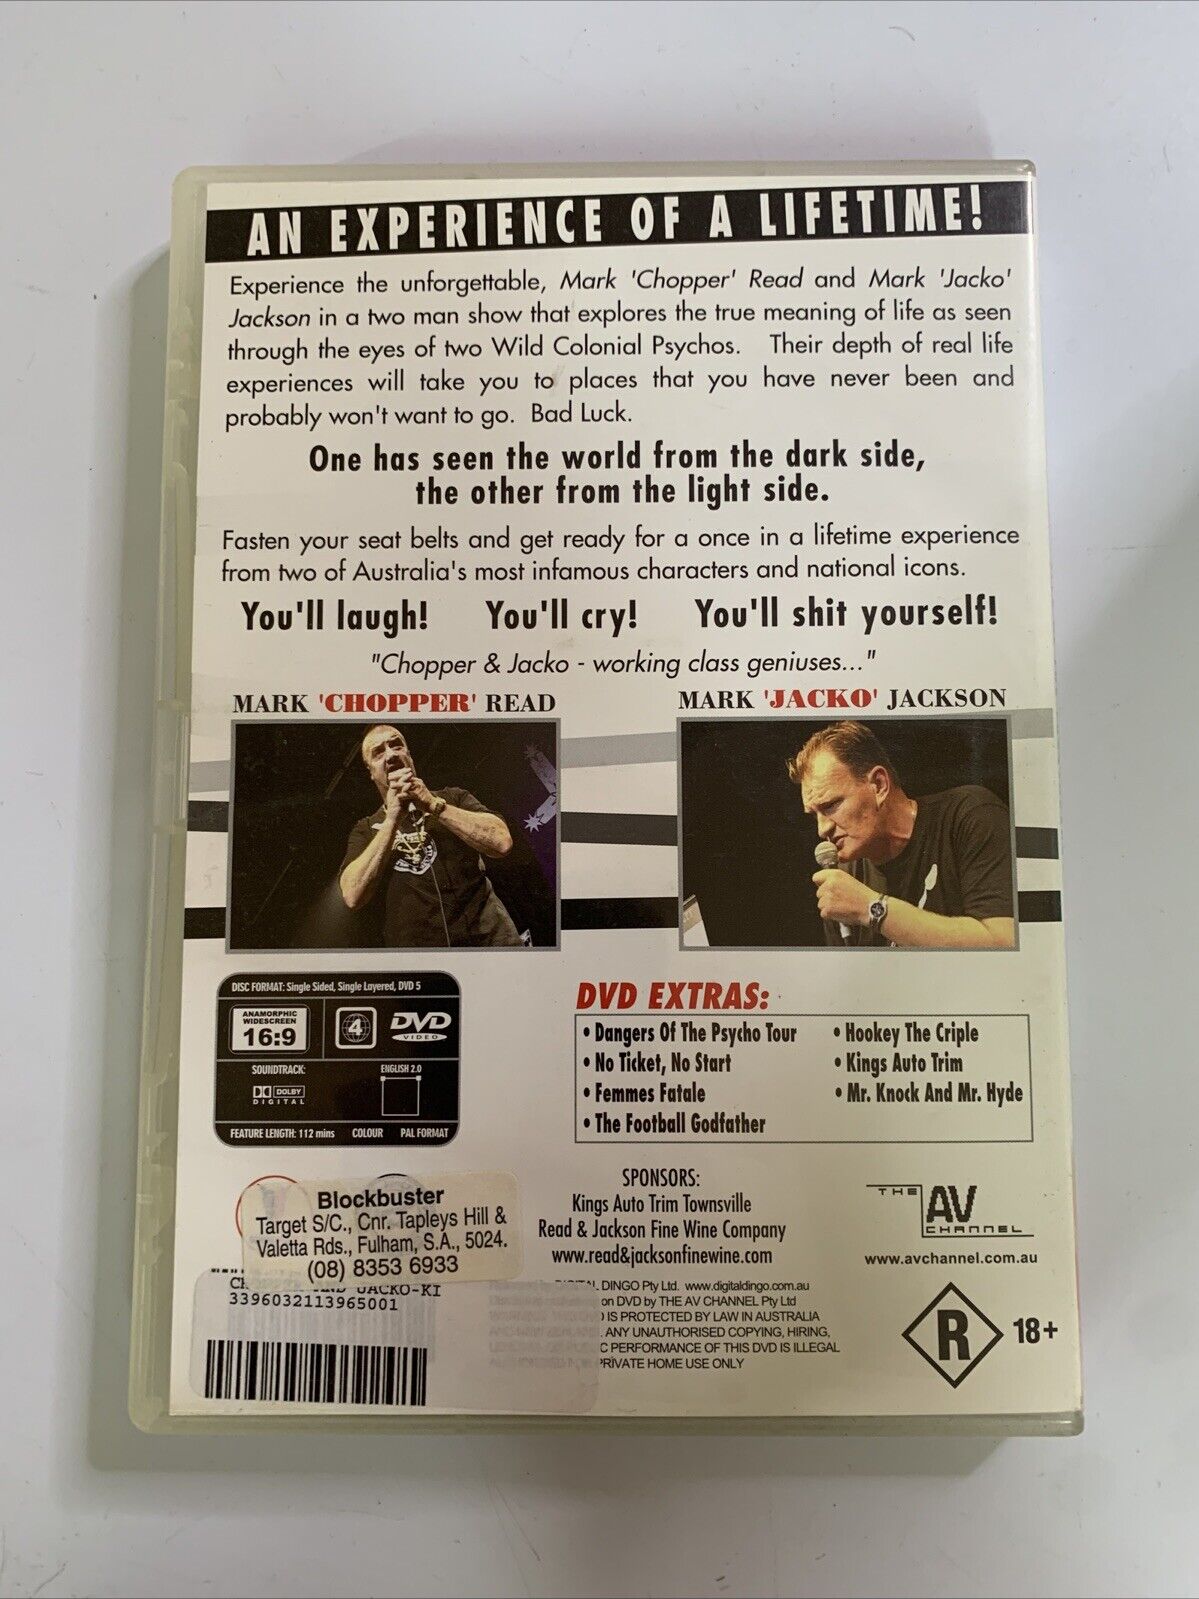 AN EXPERIENCE OF A LIFETIME!
Experience the unforgettable, Mark 'Chopper' Read and Mark 'Jacko'
Jackson in a two man show that explores the true meaning of life as seen
through the eyes of two Wild Colonial Psychos. Their depth of real life
experiences will take you to places that you have never been and
probably won't want to go. Bad Luck.
One has seen the world from the dark side,
the other from the light side.
Fasten your seat belts and get ready for a once in a lifetime experience
from two of Australia's most infamous characters and national icons.
You'll laugh! You'll cry! You'll shit yourself!
"Chopper & Jacko - working class geniuses..."
MARK 'CHOPPER' READ
MARK 'JACKO' JACKSON
DISC FORMAT: Single Sided, Single Layered, DVD 5
ANAMORPHIC
WIDESCREEN
16:9
4
DVD
VIDEO
SOUNDTRACK:
DOLBY
DIGITAL
ENGLISH 2.0
FEATURE LENGTH: 112 mins COLOUR PAL FORMAT
DVD EXTRAS:
• Dangers Of The Psycho Tour
• No Ticket, No Start
• Femmes Fatale
• The Football Godfather
• Hookey The Criple
• Kings Auto Trim
• Mr. Knock And Mr. Hyde
Blockbuster
Target S/C., Cnr. Tapleys Hill &
Valetta Rds., Fulham, S.A., 5024.
(08) 8353 6933
JACKO-KI
3396032113965001
SPONSORS:
Kings Auto Trim Townsville
Read & Jackson Fine Wine Company
www.read&jacksonfinewine.com
THE
AV
CHANNEL
www.avchannel.com.au
DIGITAL DINGO Pty Ltd. www.digitaldingo.com.au
on DVD by THE AV CHANNEL Pty Ltd
IS PROTECTED BY LAW IN AUSTRALIA
ANY UNAUTHORISED COPYING, HIRING,
PERFORMANCE OF THIS DVD IS ILLEGAL
PRIVATE HOME USE ONLY
R 18+